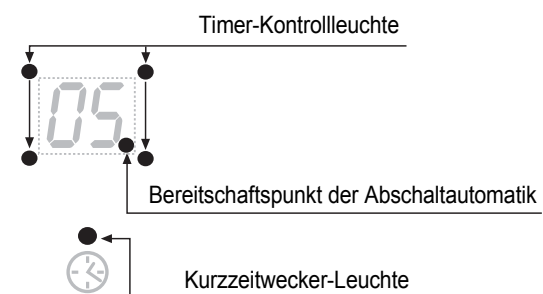 Timer-Kontrollleuchte
05
Bereitschaftspunkt der Abschaltautomatik
Kurzzeitwecker-Leuchte